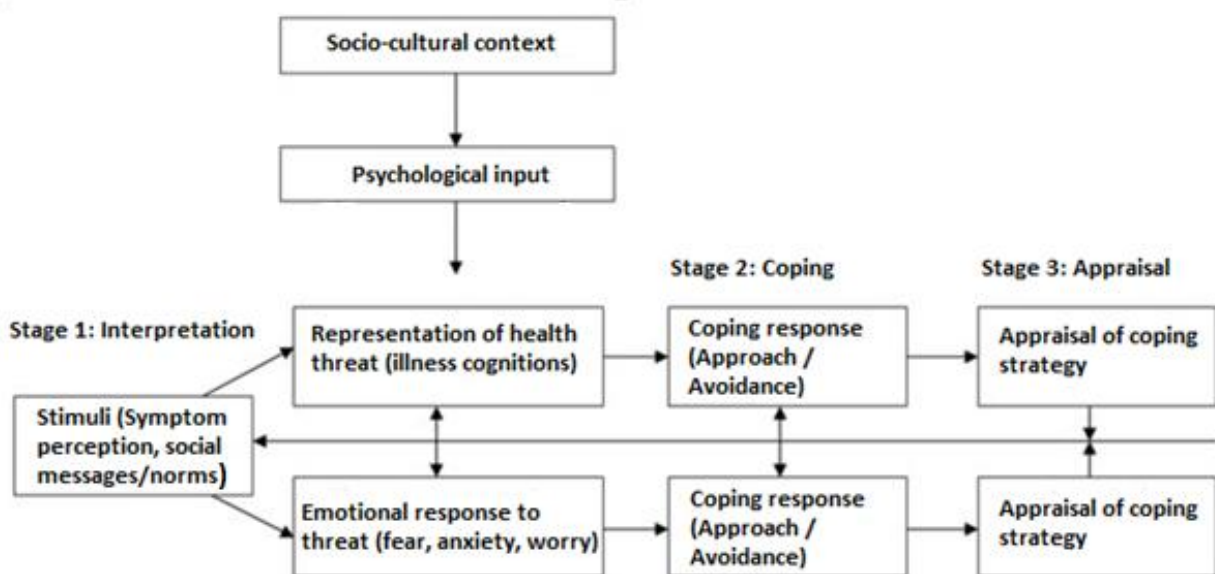 Socio-cultural context
Psychological input
Stage 2: Coping
Stage 3: Appraisal
Stage 1: Interpretation
Representation of health
threat (illness cognitions)
Coping response
(Approach /
Avoidance)
Appraisal of coping
strategy
Stimuli (Symptom
perception, social
messages/norms)
Emotional response to
threat (fear, anxiety, worry)
Coping response
(Approach /
Avoidance)
Appraisal of coping
strategy